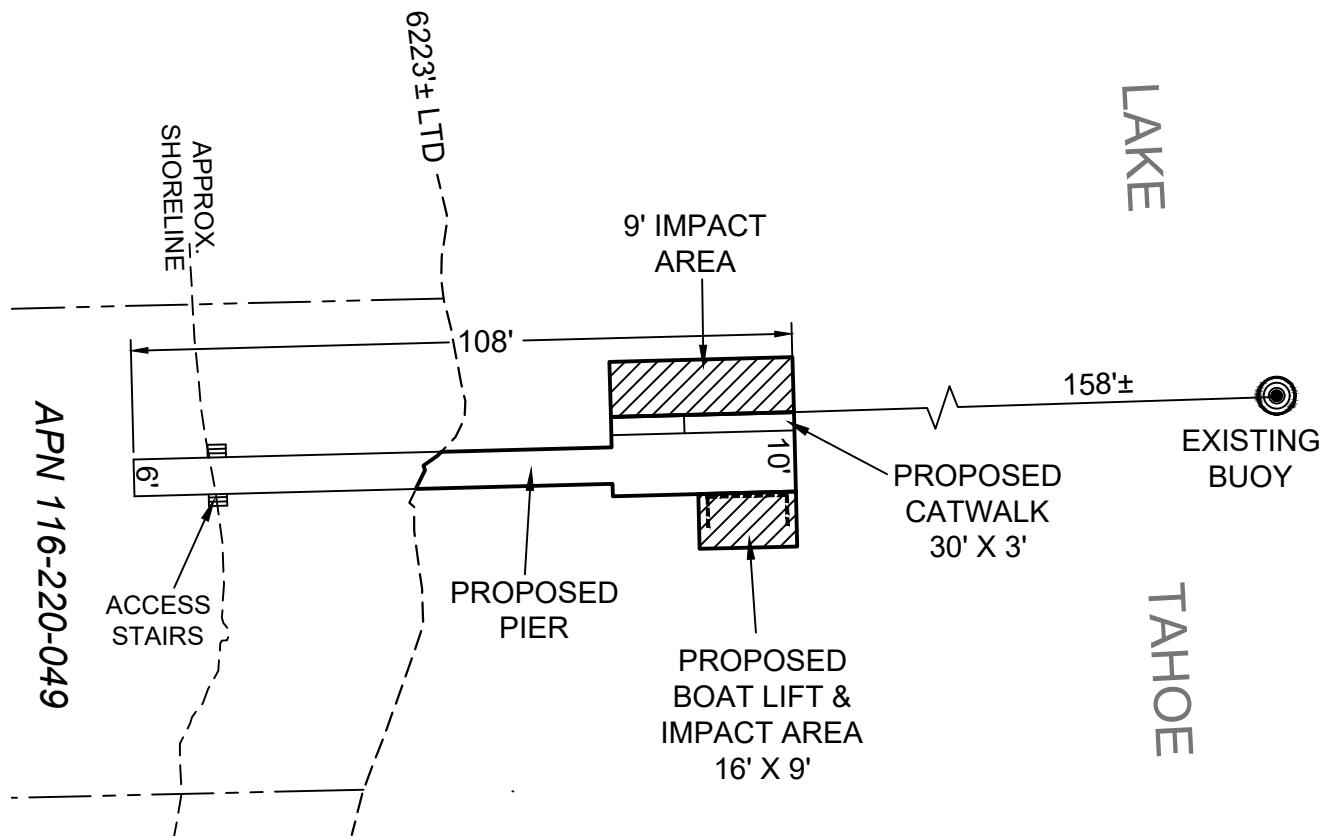 6223'± LTD
LAKE
APPROX.
SHORELINE
9' IMPACT
AREA
108'
158'±
EXISTING
BUOY
APN 116-220-049
6'
10'
PROPOSED
CATWALK
30' X 3'
ACCESS
STAIRS
PROPOSED
PIER
TAHOE
PROPOSED
BOAT LIFT &
IMPACT AREA
16' X 9'